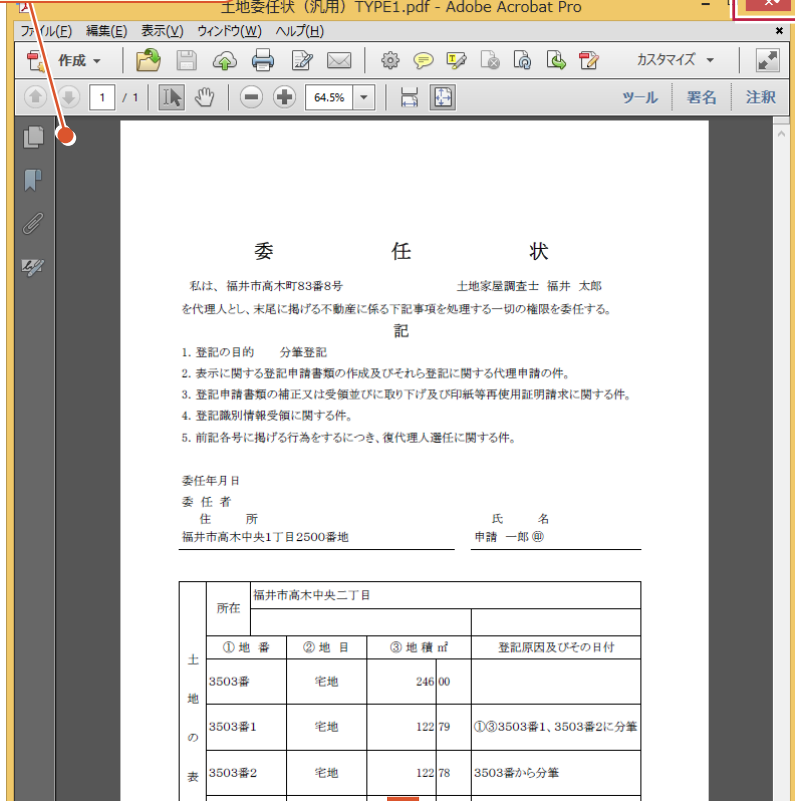 土地委任状（汎用）TYPE1.pdf - Adobe Acrobat Pro
ファイル(F) 編集(E) 表示(V) ウィンドウ(W) ヘルプ(H)
作成 カスタマイズ
1 / 1 64.5% ツール 署名 注釈
委 任 状
私は、福井市高木町83番8号 土地家屋調査士 福井 太郎
を代理人とし、末尾に掲げる不動産に係る下記事項を処理する一切の権限を委任する。
記
1. 登記の目的 分筆登記
2. 表示に関する登記申請書類の作成及びそれら登記に関する代理申請の件。
3. 登記申請書類の補正又は受領並びに取り下げ及び印紙等再使用証明請求に関する件。
4. 登記識別情報受領に関する件。
5. 前記各号に掲げる行為をするにつき、復代理人選任に関する件。
委任年月日
委 任 者
住 所 氏 名
福井市高木中央1丁目2500番地 申請 一郎 ㊞
所在 福井市高木中央二丁目
① 地 番 ② 地 目 ③ 地 積 ㎡ 登記原因及びその日付
土
3503番 宅地 246 00
地
3503番1 宅地 122 79 ①③3503番1、3503番2に分筆
の
表 3503番2 宅地 122 78 3503番から分筆